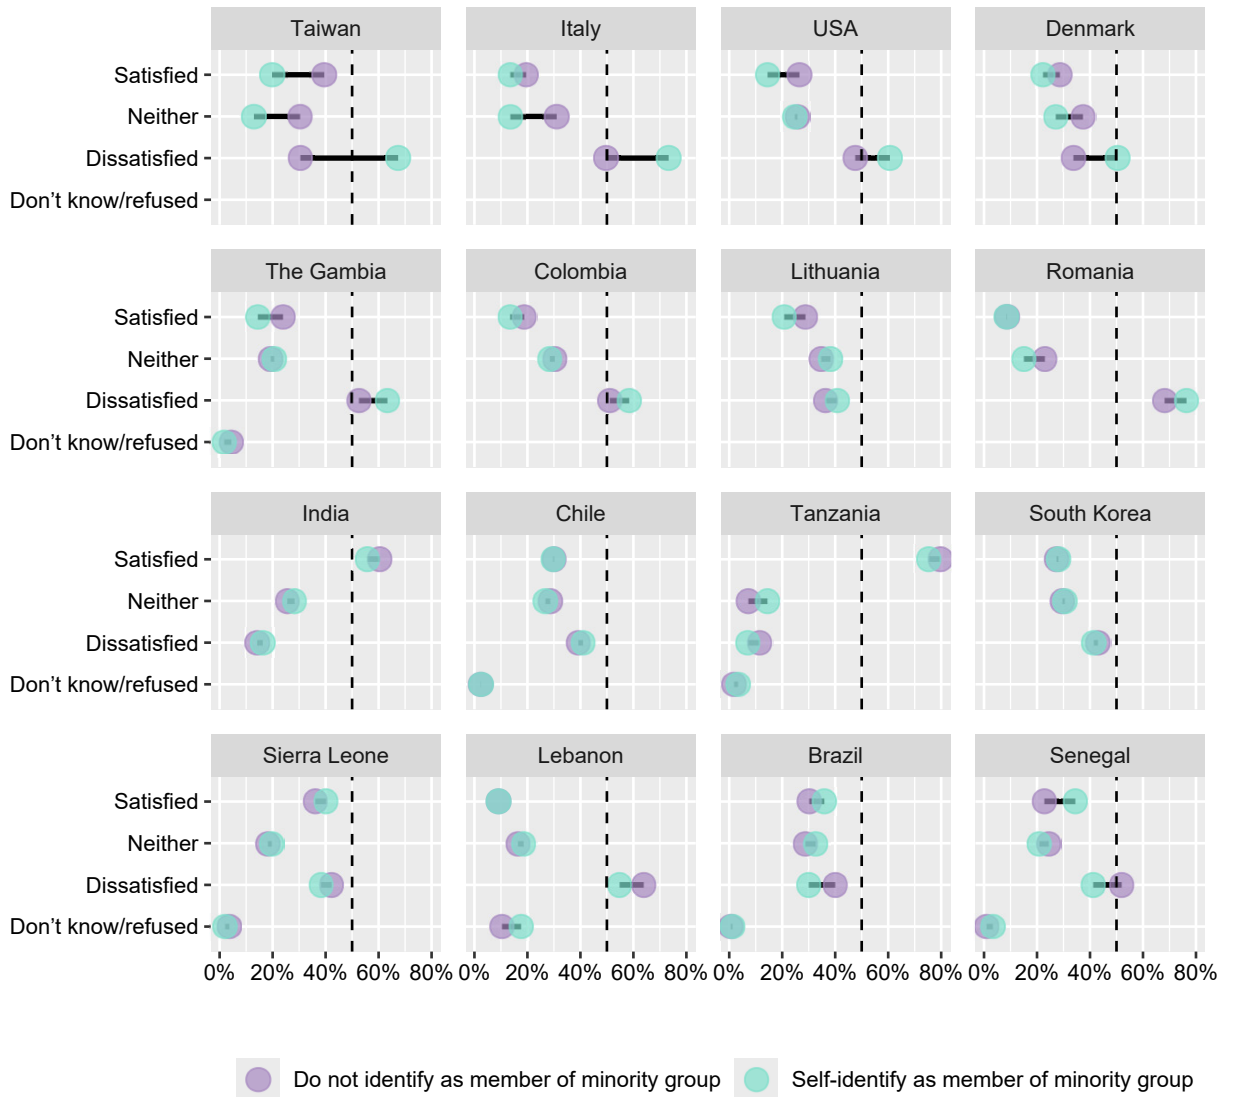 Taiwan Italy USA Denmark
Satisfied
Neither
Dissatisfied
Don’t know/refused
The Gambia Colombia Lithuania Romania
Satisfied
Neither
Dissatisfied
Don’t know/refused
India Chile Tanzania South Korea
Satisfied
Neither
Dissatisfied
Don’t know/refused
Sierra Leone Lebanon Brazil Senegal
Satisfied
Neither
Dissatisfied
Don’t know/refused
0% 20% 40% 60% 80% 0% 20% 40% 60% 80% 0% 20% 40% 60% 80% 0% 20% 40% 60% 80%
Do not identify as member of minority group Self-identify as member of minority group